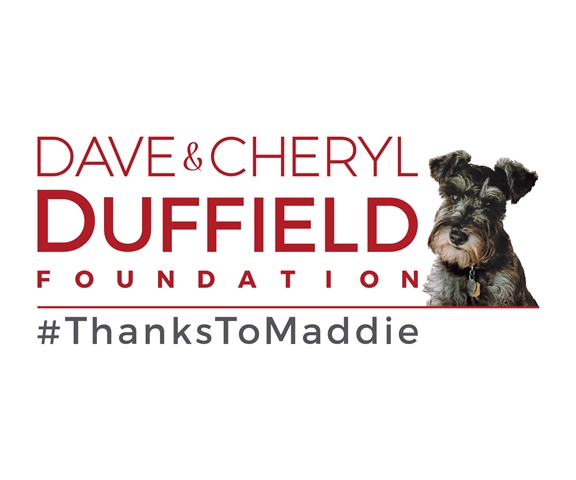 DAVE & CHERYL
DUFFIELD
FOUNDATION
#ThanksToMaddie